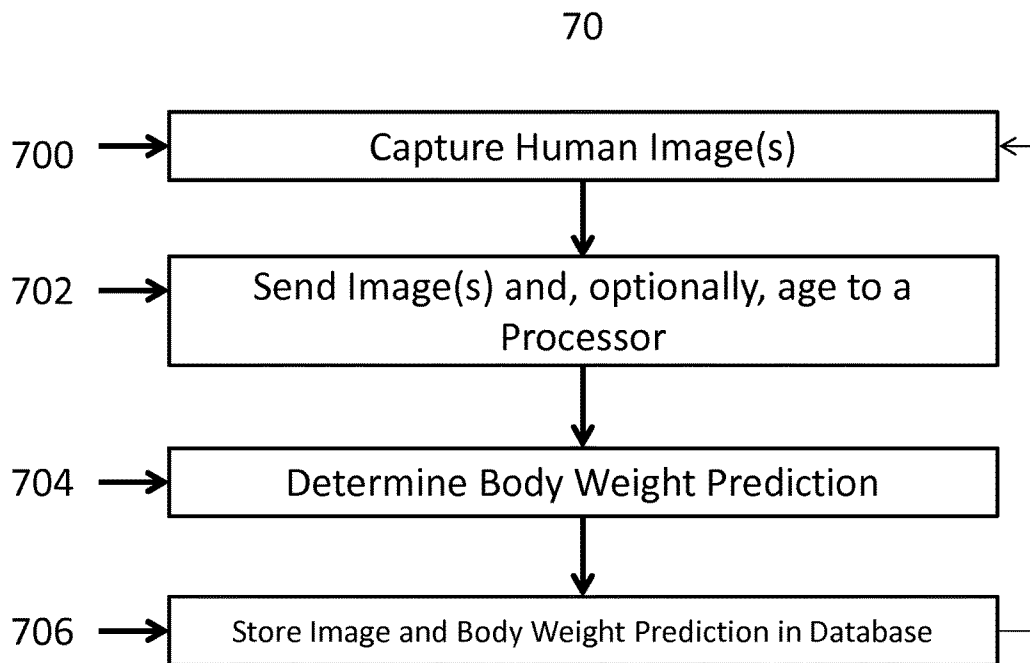 70
700
Capture Human Image(s)
702
Send Image(s) and, optionally, age to a
Processor
704
Determine Body Weight Prediction
706
Store Image and Body Weight Prediction in Database